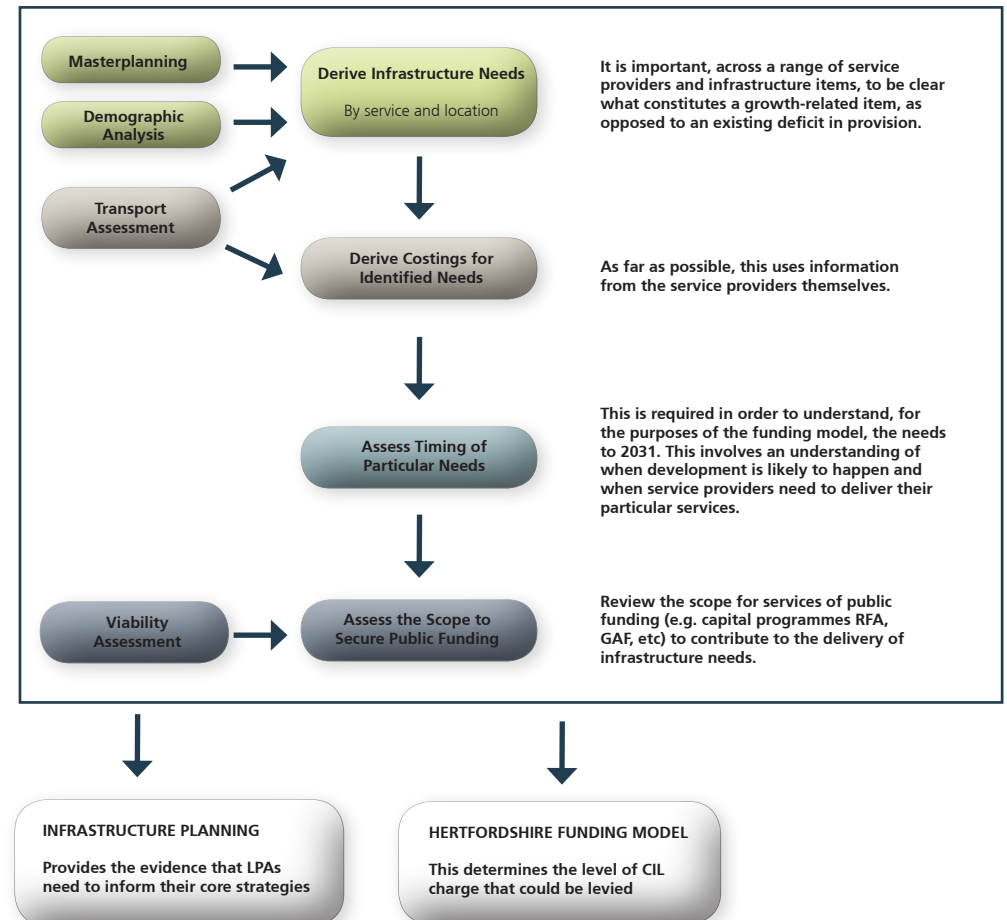 Masterplanning
Demographic
Analysis
Transport
Assessment
Derive Infrastructure Needs
By service and location
It is important, across a range of service
providers and infrastructure items, to be clear
what constitutes a growth-related item, as
opposed to an existing deficit in provision.
Derive Costings for
Identified Needs
As far as possible, this uses information
from the service providers themselves.
Assess Timing of
Particular Needs
This is required in order to understand, for
the purposes of the funding model, the needs
to 2031. This involves an understanding of
when development is likely to happen and
when service providers need to deliver their
particular services.
Viability
Assessment
Assess the Scope to
Secure Public Funding
Review the scope for services of public
funding (e.g. capital programmes RFA,
GAF, etc) to contribute to the delivery of
infrastructure needs.
INFRASTRUCTURE PLANNING
Provides the evidence that LPAs
need to inform their core strategies
HERTFORDSHIRE FUNDING MODEL
This determines the level of CIL
charge that could be levied